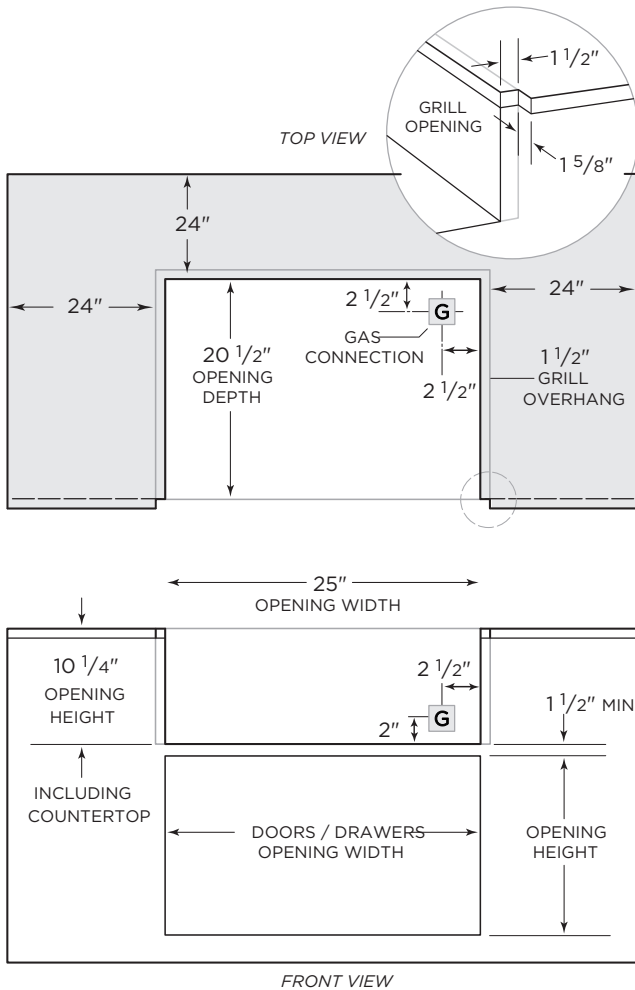 1 1/2"
GRILL
OPENING
TOP VIEW
1 5/8"
24"
24"
24"
2 1/2"
G
GAS
CONNECTION
20 1/2"
OPENING
DEPTH
2 1/2"
1 1/2"
GRILL
OVERHANG
25"
OPENING WIDTH
10 1/4"
OPENING
HEIGHT
2 1/2"
G
2"
1 1/2" MIN
INCLUDING
COUNTERTOP
DOORS / DRAWERS
OPENING WIDTH
OPENING
HEIGHT
FRONT VIEW